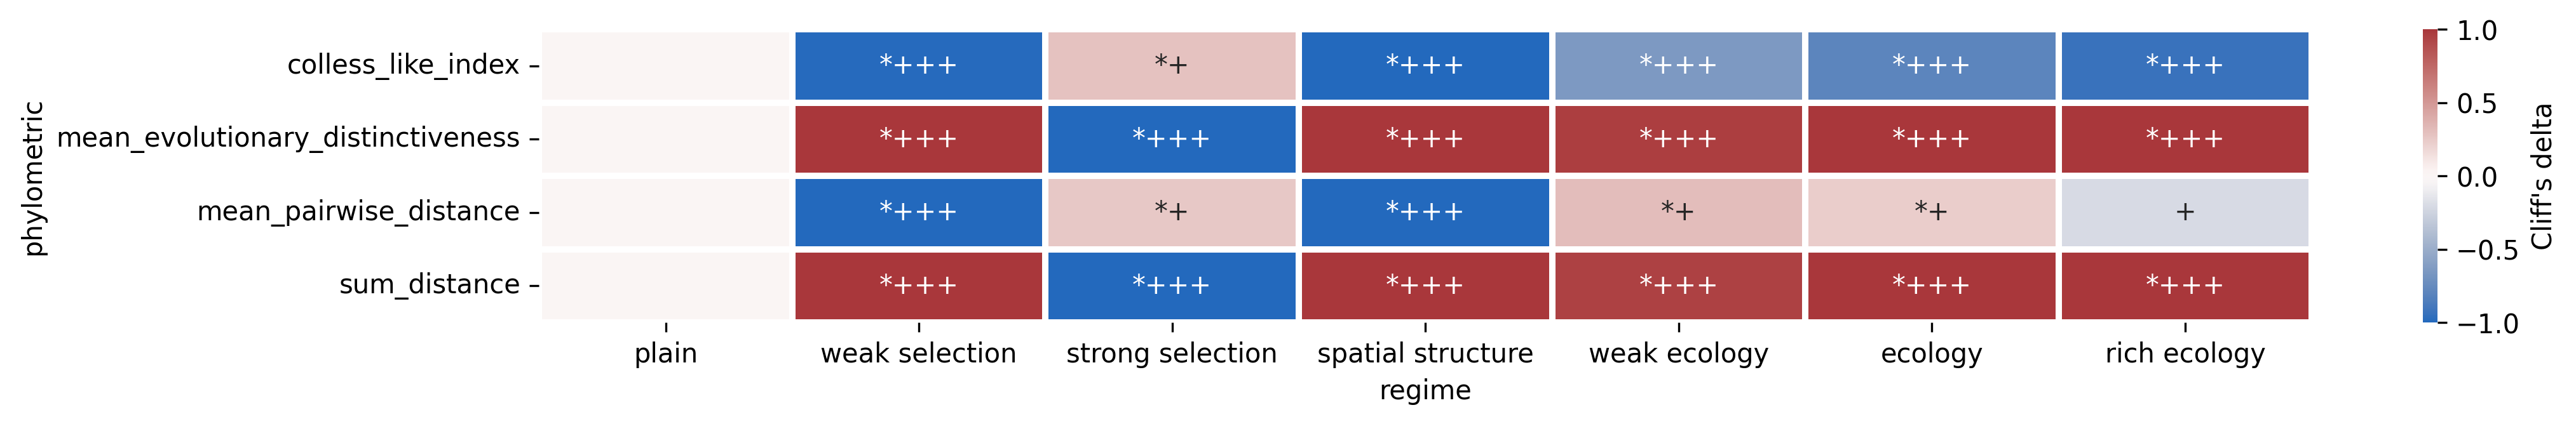 phylometric
colless_like_index *+++ *+ *+++ *+++ *+++ *+++
mean_evolutionary_distinctiveness *+++ *+++ *+++ *+++ *+++ *+++
mean_pairwise_distance *+++ *+ *+++ *+ *+ +
sum_distance *+++ *+++ *+++ *+++ *+++ *+++
plain weak selection strong selection spatial structure weak ecology ecology rich ecology
regime
1.0
0.5
0.0
−0.5
−1.0
Cliff's delta